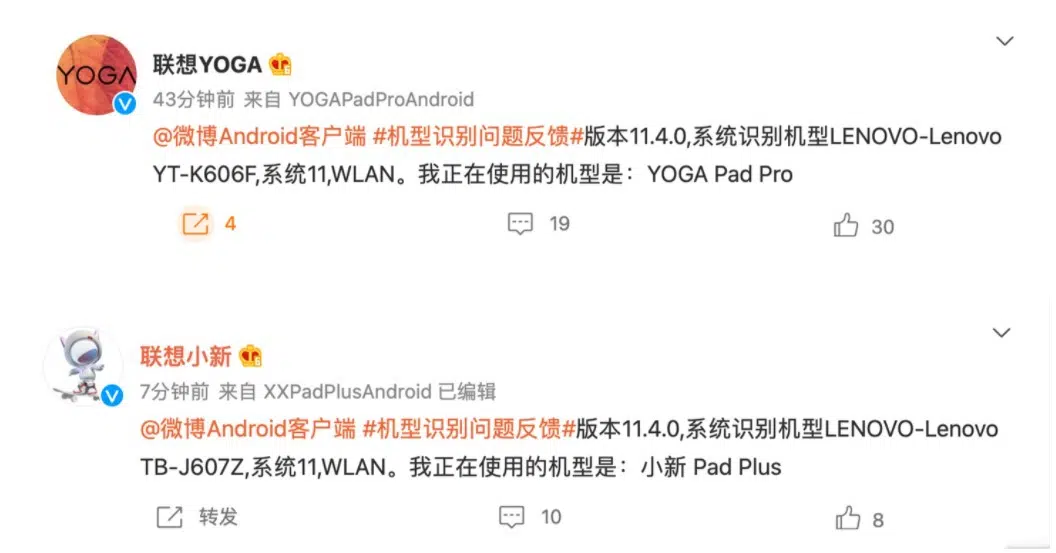 YOGA
联想YOGA
43分钟前 来自 YOGAPadProAndroid
@微博Android客户端 #机型识别问题反馈#版本11.4.0,系统识别机型LENOVO-Lenovo
YT-K606F,系统11,WLAN。我正在使用的机型是：YOGA Pad Pro
4
19
30
联想小新
7分钟前 来自 XXPadPlusAndroid 已编辑
@微博Android客户端 #机型识别问题反馈#版本11.4.0,系统识别机型LENOVO-Lenovo
TB-J607Z,系统11,WLAN。我正在使用的机型是：小新 Pad Plus
转发
10
8